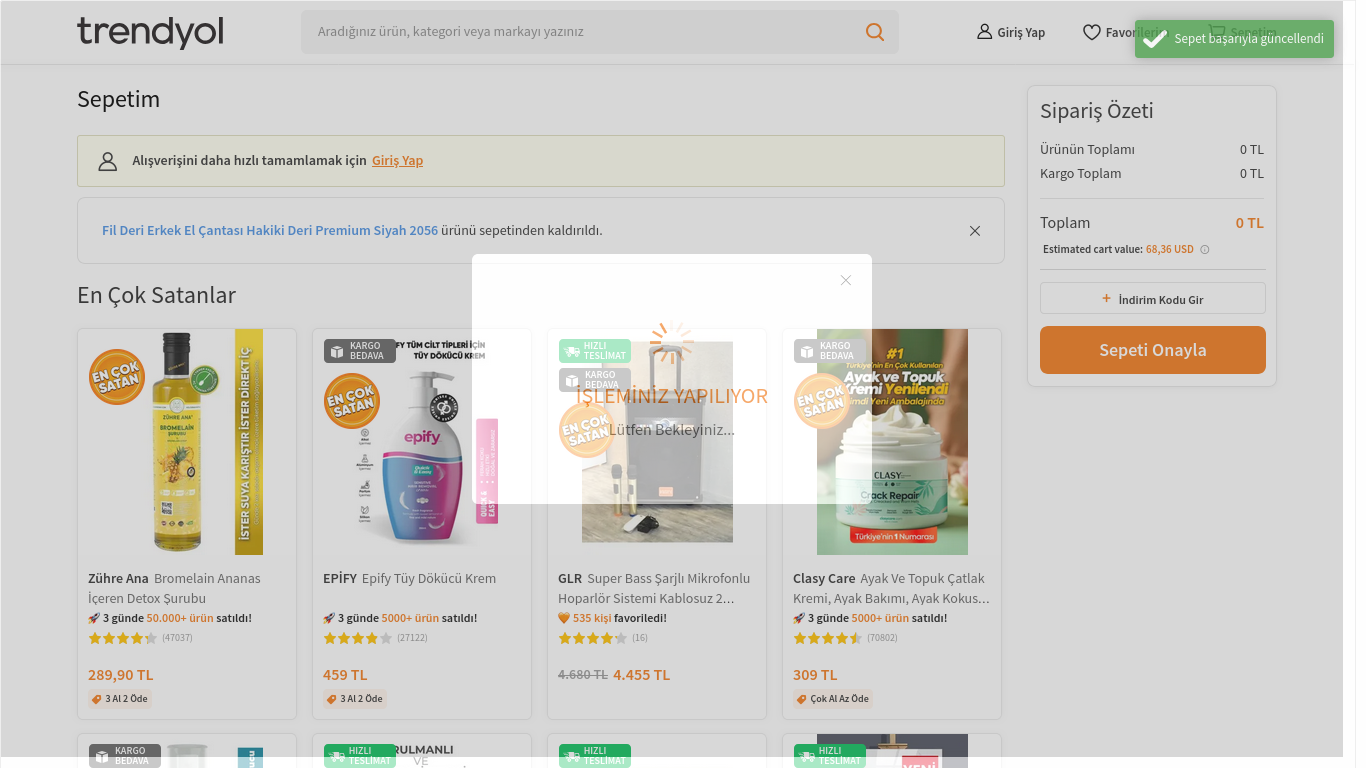 trendyol
Aradığınız ürün, kategori veya markayı yazınız
Giriş Yap
Favorilerim
Sepetim
Sepet başarıyla güncellendi
Sepetim
Alışverişini daha hızlı tamamlamak için Giriş Yap
Fil Deri Erkek El Çantası Hakiki Deri Premium Siyah 2056 ürünü sepetinden kaldırıldı.
Sipariş Özeti
Ürünün Toplamı 0 TL
Kargo Toplam 0 TL
Toplam 0 TL
Estimated cart value: 68,36 USD
+ İndirim Kodu Gir
Sepeti Onayla
İŞLEMİNİZ YAPILIYOR
Lütfen Bekleyiniz...
En Çok Satanlar
EN ÇOK
SATAN
ZÜHRE ANA
BROMELAIN
ŞURUBU
İSTER SUYA KARIŞTIR İSTER DİREKT İÇ
Zühre Ana Bromelain Ananas
İçeren Detox Şurubu
3 günde 50.000+ ürün satıldı!
(47037)
289,90 TL
3 Al 2 Öde
KARGO
BEDAVA
TÜM CİLT TİPLERİ İÇİN
TÜY DÖKÜCÜ KREM
EN ÇOK
SATAN
epify
Quick
& Easy
QUICK &
EASY
EPİFY Epify Tüy Dökücü Krem
3 günde 5000+ ürün satıldı!
(27122)
459 TL
3 Al 2 Öde
HIZLI
TESLİMAT
KARGO
BEDAVA
EN ÇOK
SATAN
GLR Super Bass Şarjlı Mikrofonlu
Hoparlör Sistemi Kablosuz 2...
535 kişi favoriledi!
(16)
4.680 TL 4.455 TL
KARGO
BEDAVA
#1
Türkiye'nin En Çok Kullanılan
Ayak ve Topuk
Kremi Yenilendi
Şimdi Yeni Ambalajında
EN ÇOK
SATAN
CLASY
Crack Repair
Türkiye'nin 1 Numarası
Clasy Care Ayak Ve Topuk Çatlak
Kremi, Ayak Bakımı, Ayak Kokus...
3 günde 5000+ ürün satıldı!
(70802)
309 TL
Çok Al Az Öde
KARGO
BEDAVA
HIZLI
TESLİMAT
RULMANLI
VE
HIZLI
TESLİMAT
HIZLI
TESLİMAT
YENİ